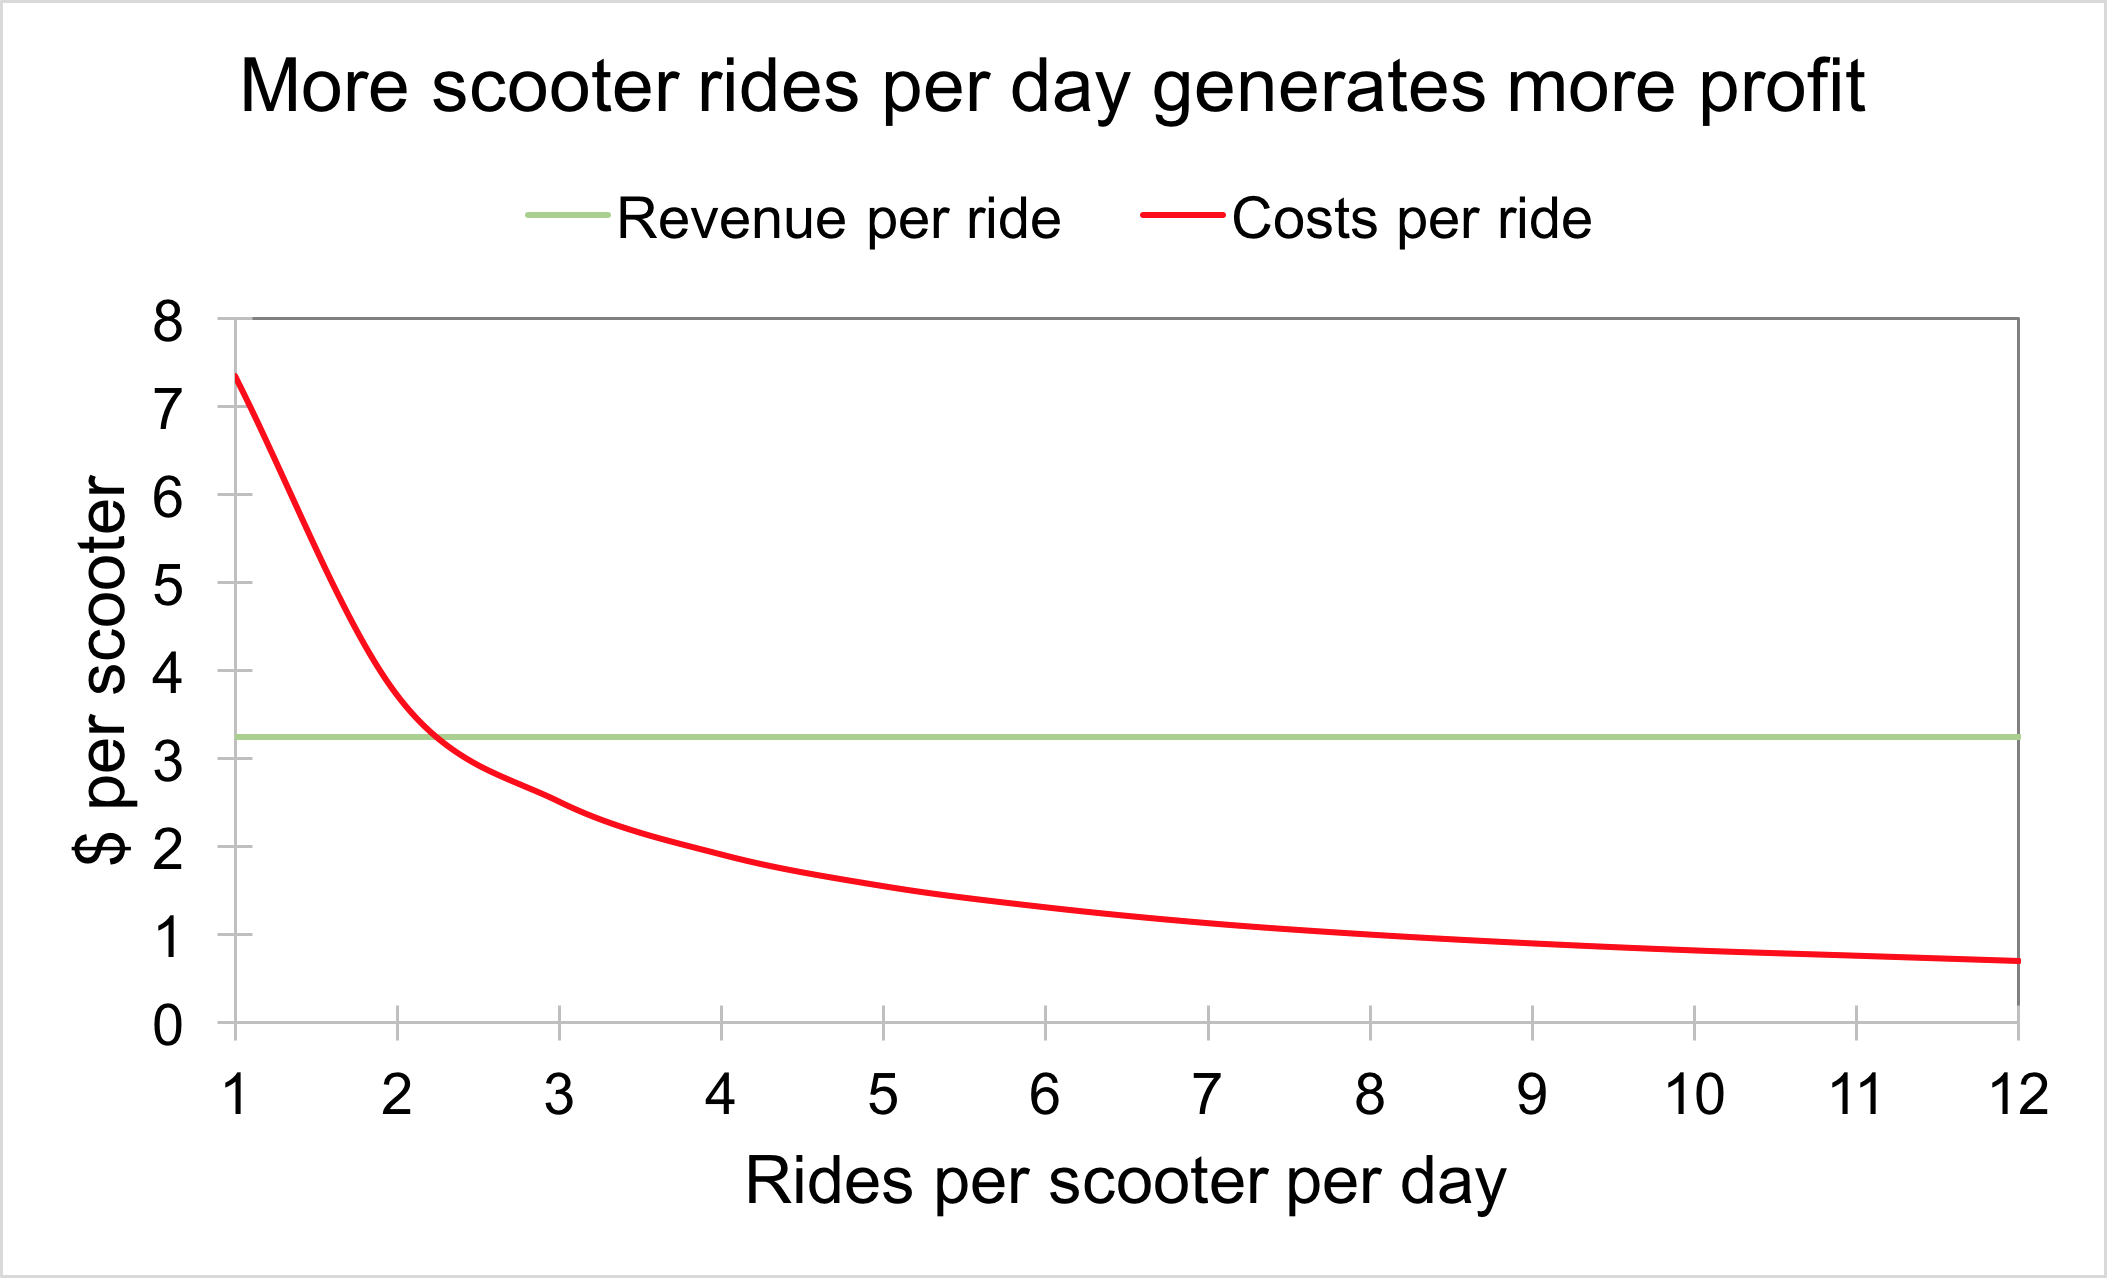 More scooter rides per day generates more profit
Revenue per ride Costs per ride
8
7
6
5
4
3
2
1
0
$ per scooter
1 2 3 4 5 6 7 8 9 10 11 12
Rides per scooter per day